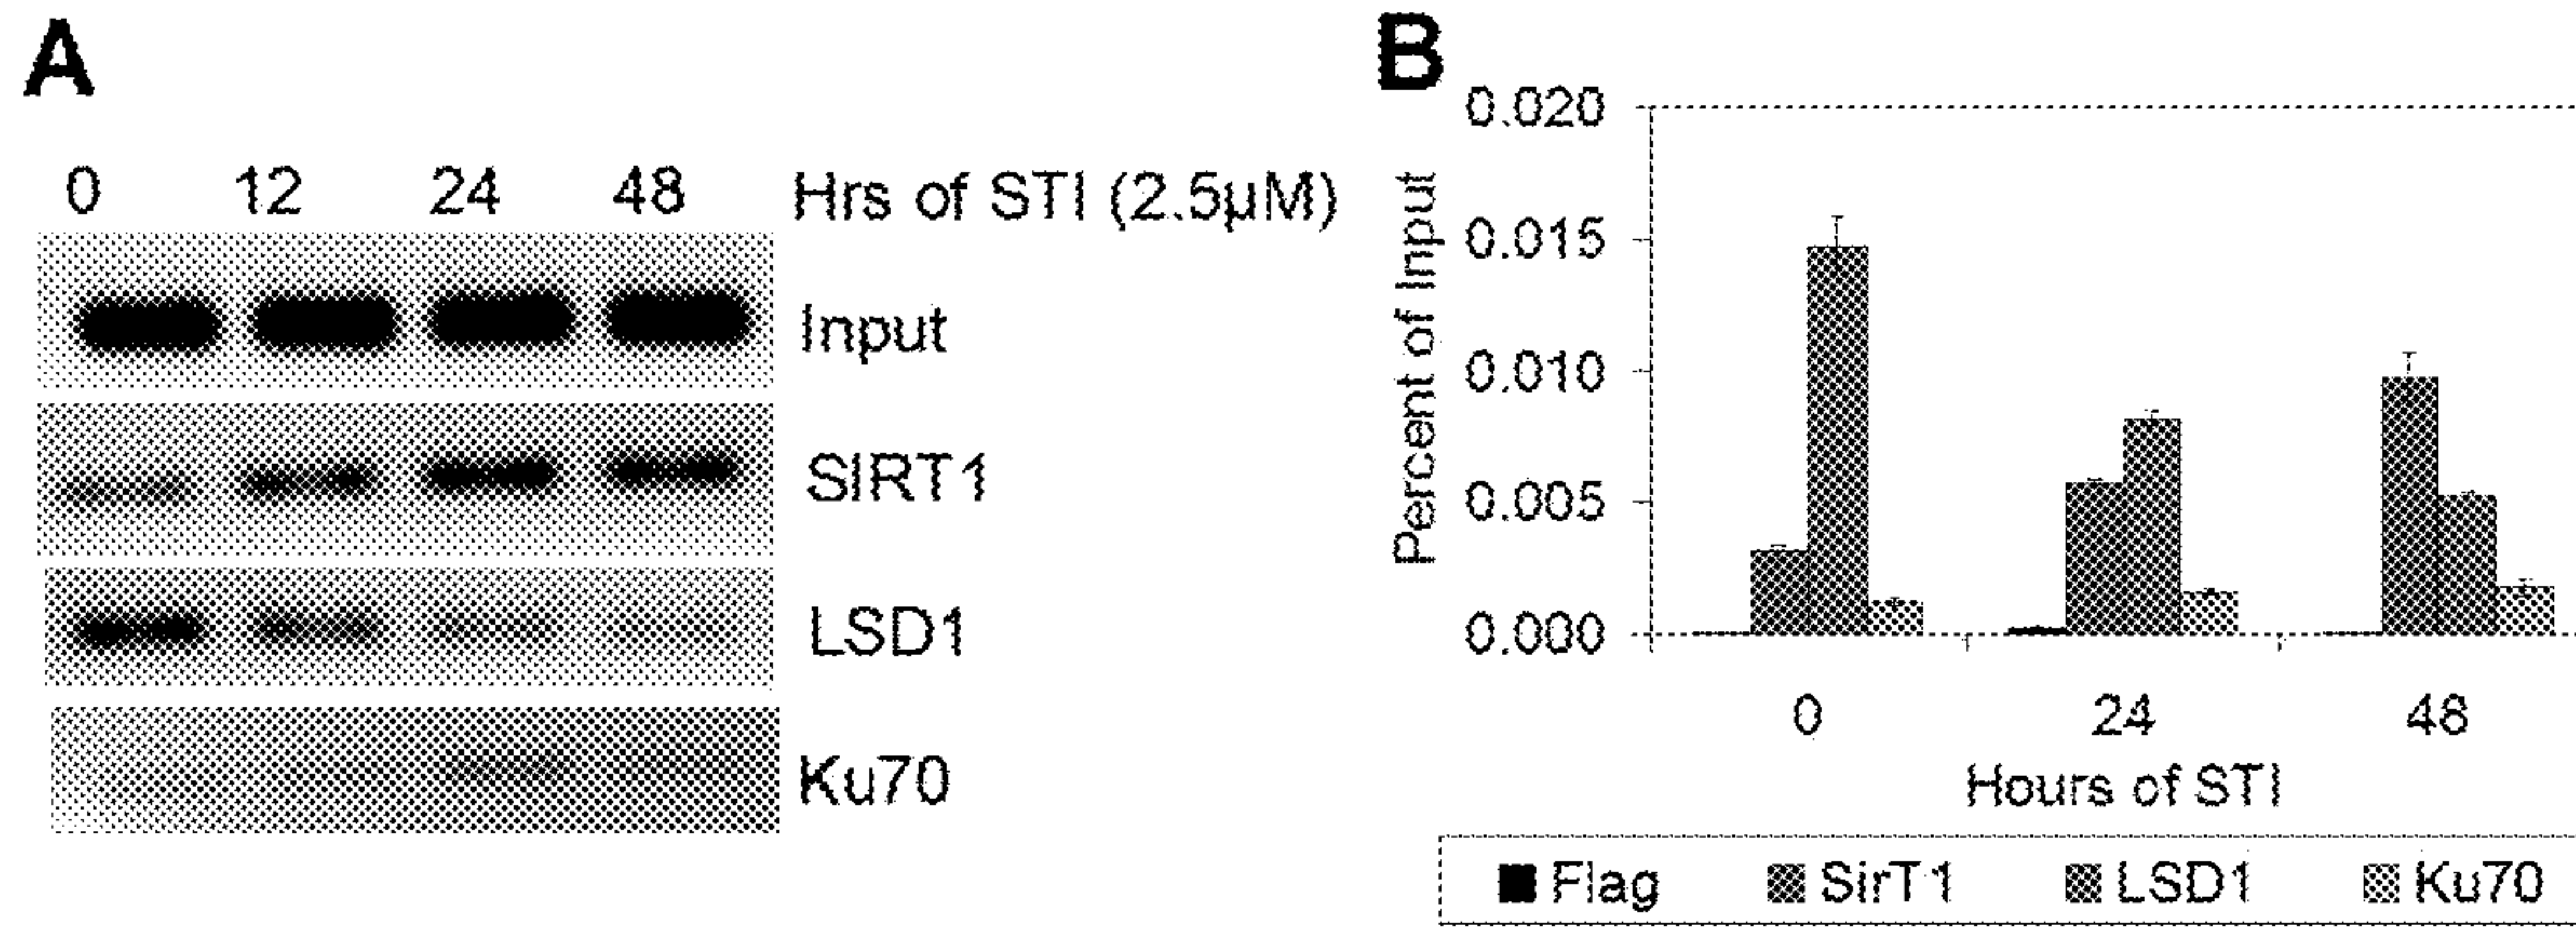 A
0 12 24 48 Hrs of STI (2.5µM)
Input
SIRT1
LSD1
Ku70
B
Percent of Input
0.020
0.015
0.010
0.005
0.000
0 24 48
Hours of STI
Flag SirT1 LSD1 Ku70